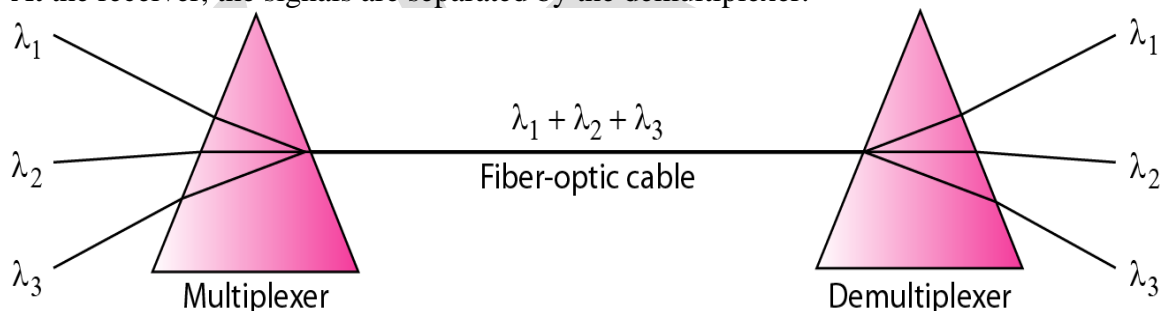 At the receiver, the signals are separated by the demultiplexer.
λ1 λ1
λ1 + λ2 + λ3
λ2 Fiber-optic cable λ2
λ3 λ3
Multiplexer Demultiplexer